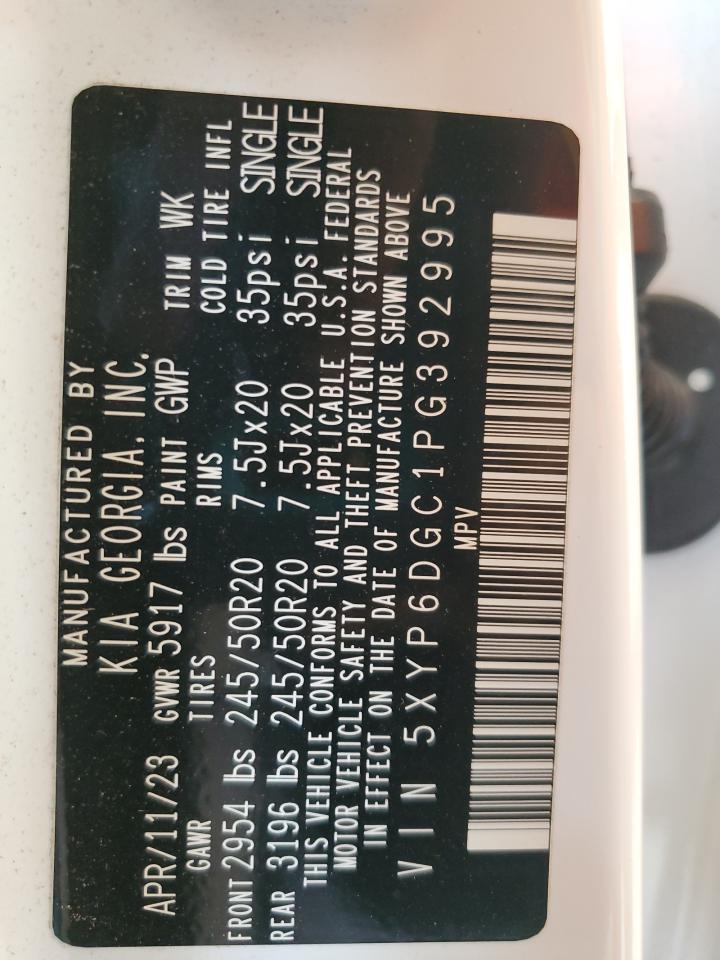 MANUFACTURED BY
KIA GEORGIA, INC.
APR/11/23 GVWR 5917 lbs PAINT GWP TRIM WK
GAWR TIRES RIMS COLD TIRE INFL
FRONT 2954 lbs 245/50R20 7.5Jx20 35psi SINGLE
REAR 3196 lbs 245/50R20 7.5Jx20 35psi SINGLE
THIS VEHICLE CONFORMS TO ALL APPLICABLE U.S.A. FEDERAL
MOTOR VEHICLE SAFETY AND THEFT PREVENTION STANDARDS
IN EFFECT ON THE DATE OF MANUFACTURE SHOWN ABOVE
VIN 5XYP6DGC1PG392995
MPV